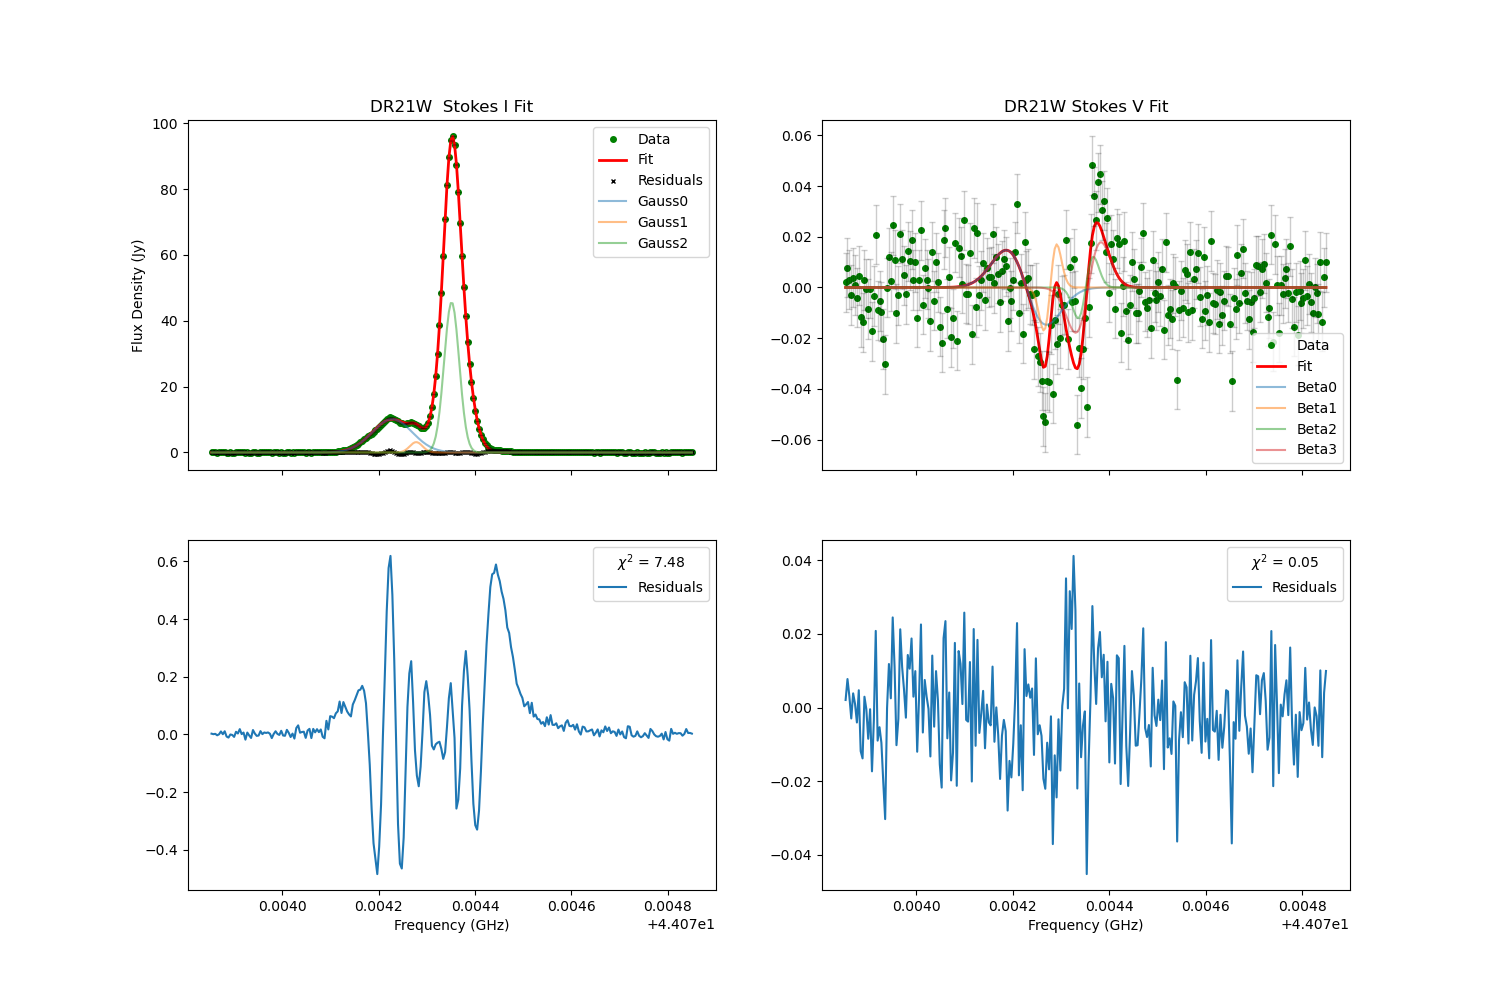 DR21W  Stokes I Fit
100
80
60
40
20
0
Flux Density (Jy)
Data
Fit
Residuals
Gauss0
Gauss1
Gauss2
DR21W Stokes V Fit
0.06
0.04
0.02
0.00
−0.02
−0.04
−0.06
Data
Fit
Beta0
Beta1
Beta2
Beta3
0.6
0.4
0.2
0.0
−0.2
−0.4
χ² = 7.48
Residuals
0.0040 0.0042 0.0044 0.0046 0.0048
Frequency (GHz)
+4.407e1
0.04
0.02
0.00
−0.02
−0.04
χ² = 0.05
Residuals
0.0040 0.0042 0.0044 0.0046 0.0048
Frequency (GHz)
+4.407e1